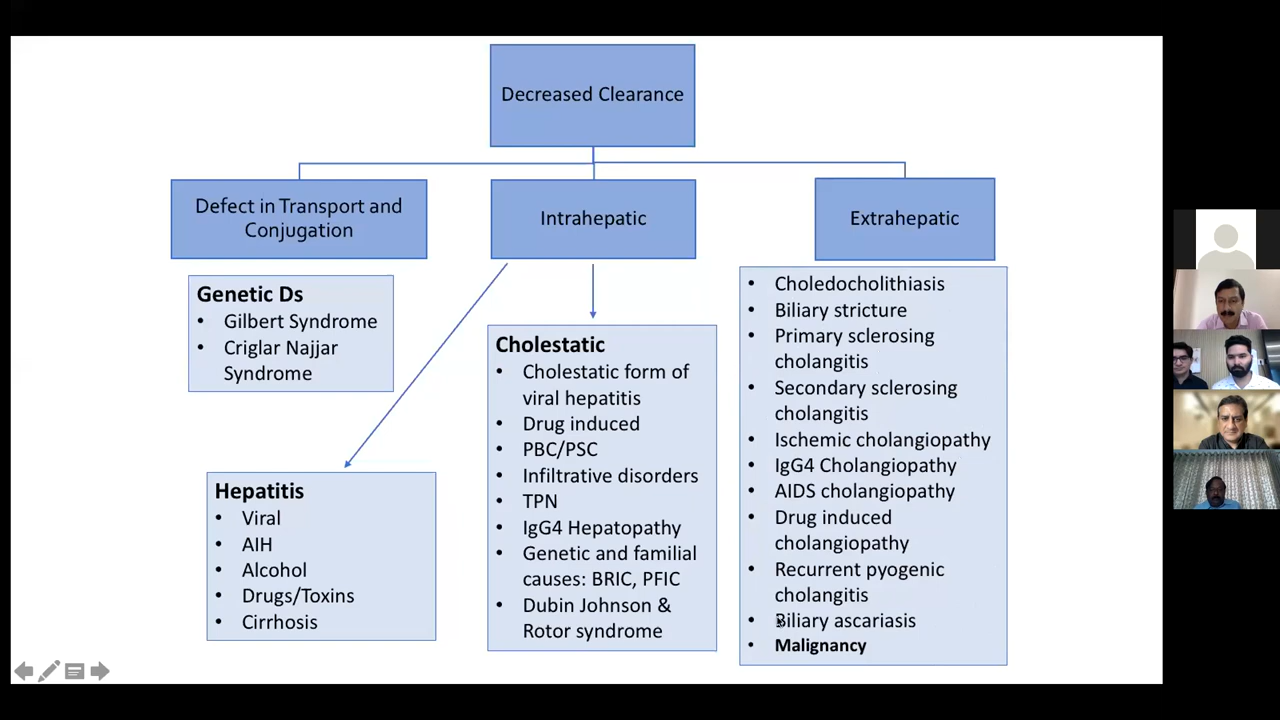 Decreased Clearance
Defect in Transport and
Conjugation
Intrahepatic
Extrahepatic
Genetic Ds
• Gilbert Syndrome
• Criglar Najjar
Syndrome
Hepatitis
• Viral
• AIH
• Alcohol
• Drugs/Toxins
• Cirrhosis
Cholestatic
• Cholestatic form of
viral hepatitis
• Drug induced
• PBC/PSC
• Infiltrative disorders
• TPN
• IgG4 Hepatopathy
• Genetic and familial
causes: BRIC, PFIC
• Dubin Johnson &
Rotor syndrome
• Choledocholithiasis
• Biliary stricture
• Primary sclerosing
cholangitis
• Secondary sclerosing
cholangitis
• Ischemic cholangiopathy
• IgG4 Cholangiopathy
• AIDS cholangiopathy
• Drug induced
cholangiopathy
• Recurrent pyogenic
cholangitis
• Biliary ascariasis
• Malignancy